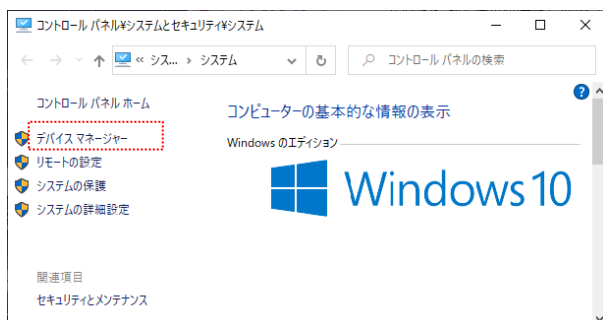 コントロール パネル¥システムとセキュリティ¥システム
« シス... › システム
コントロール パネルの検索
コントロール パネル ホーム
デバイス マネージャー
リモートの設定
システムの保護
システムの詳細設定
関連項目
セキュリティとメンテナンス
コンピューターの基本的な情報の表示
Windows のエディション
Windows 10